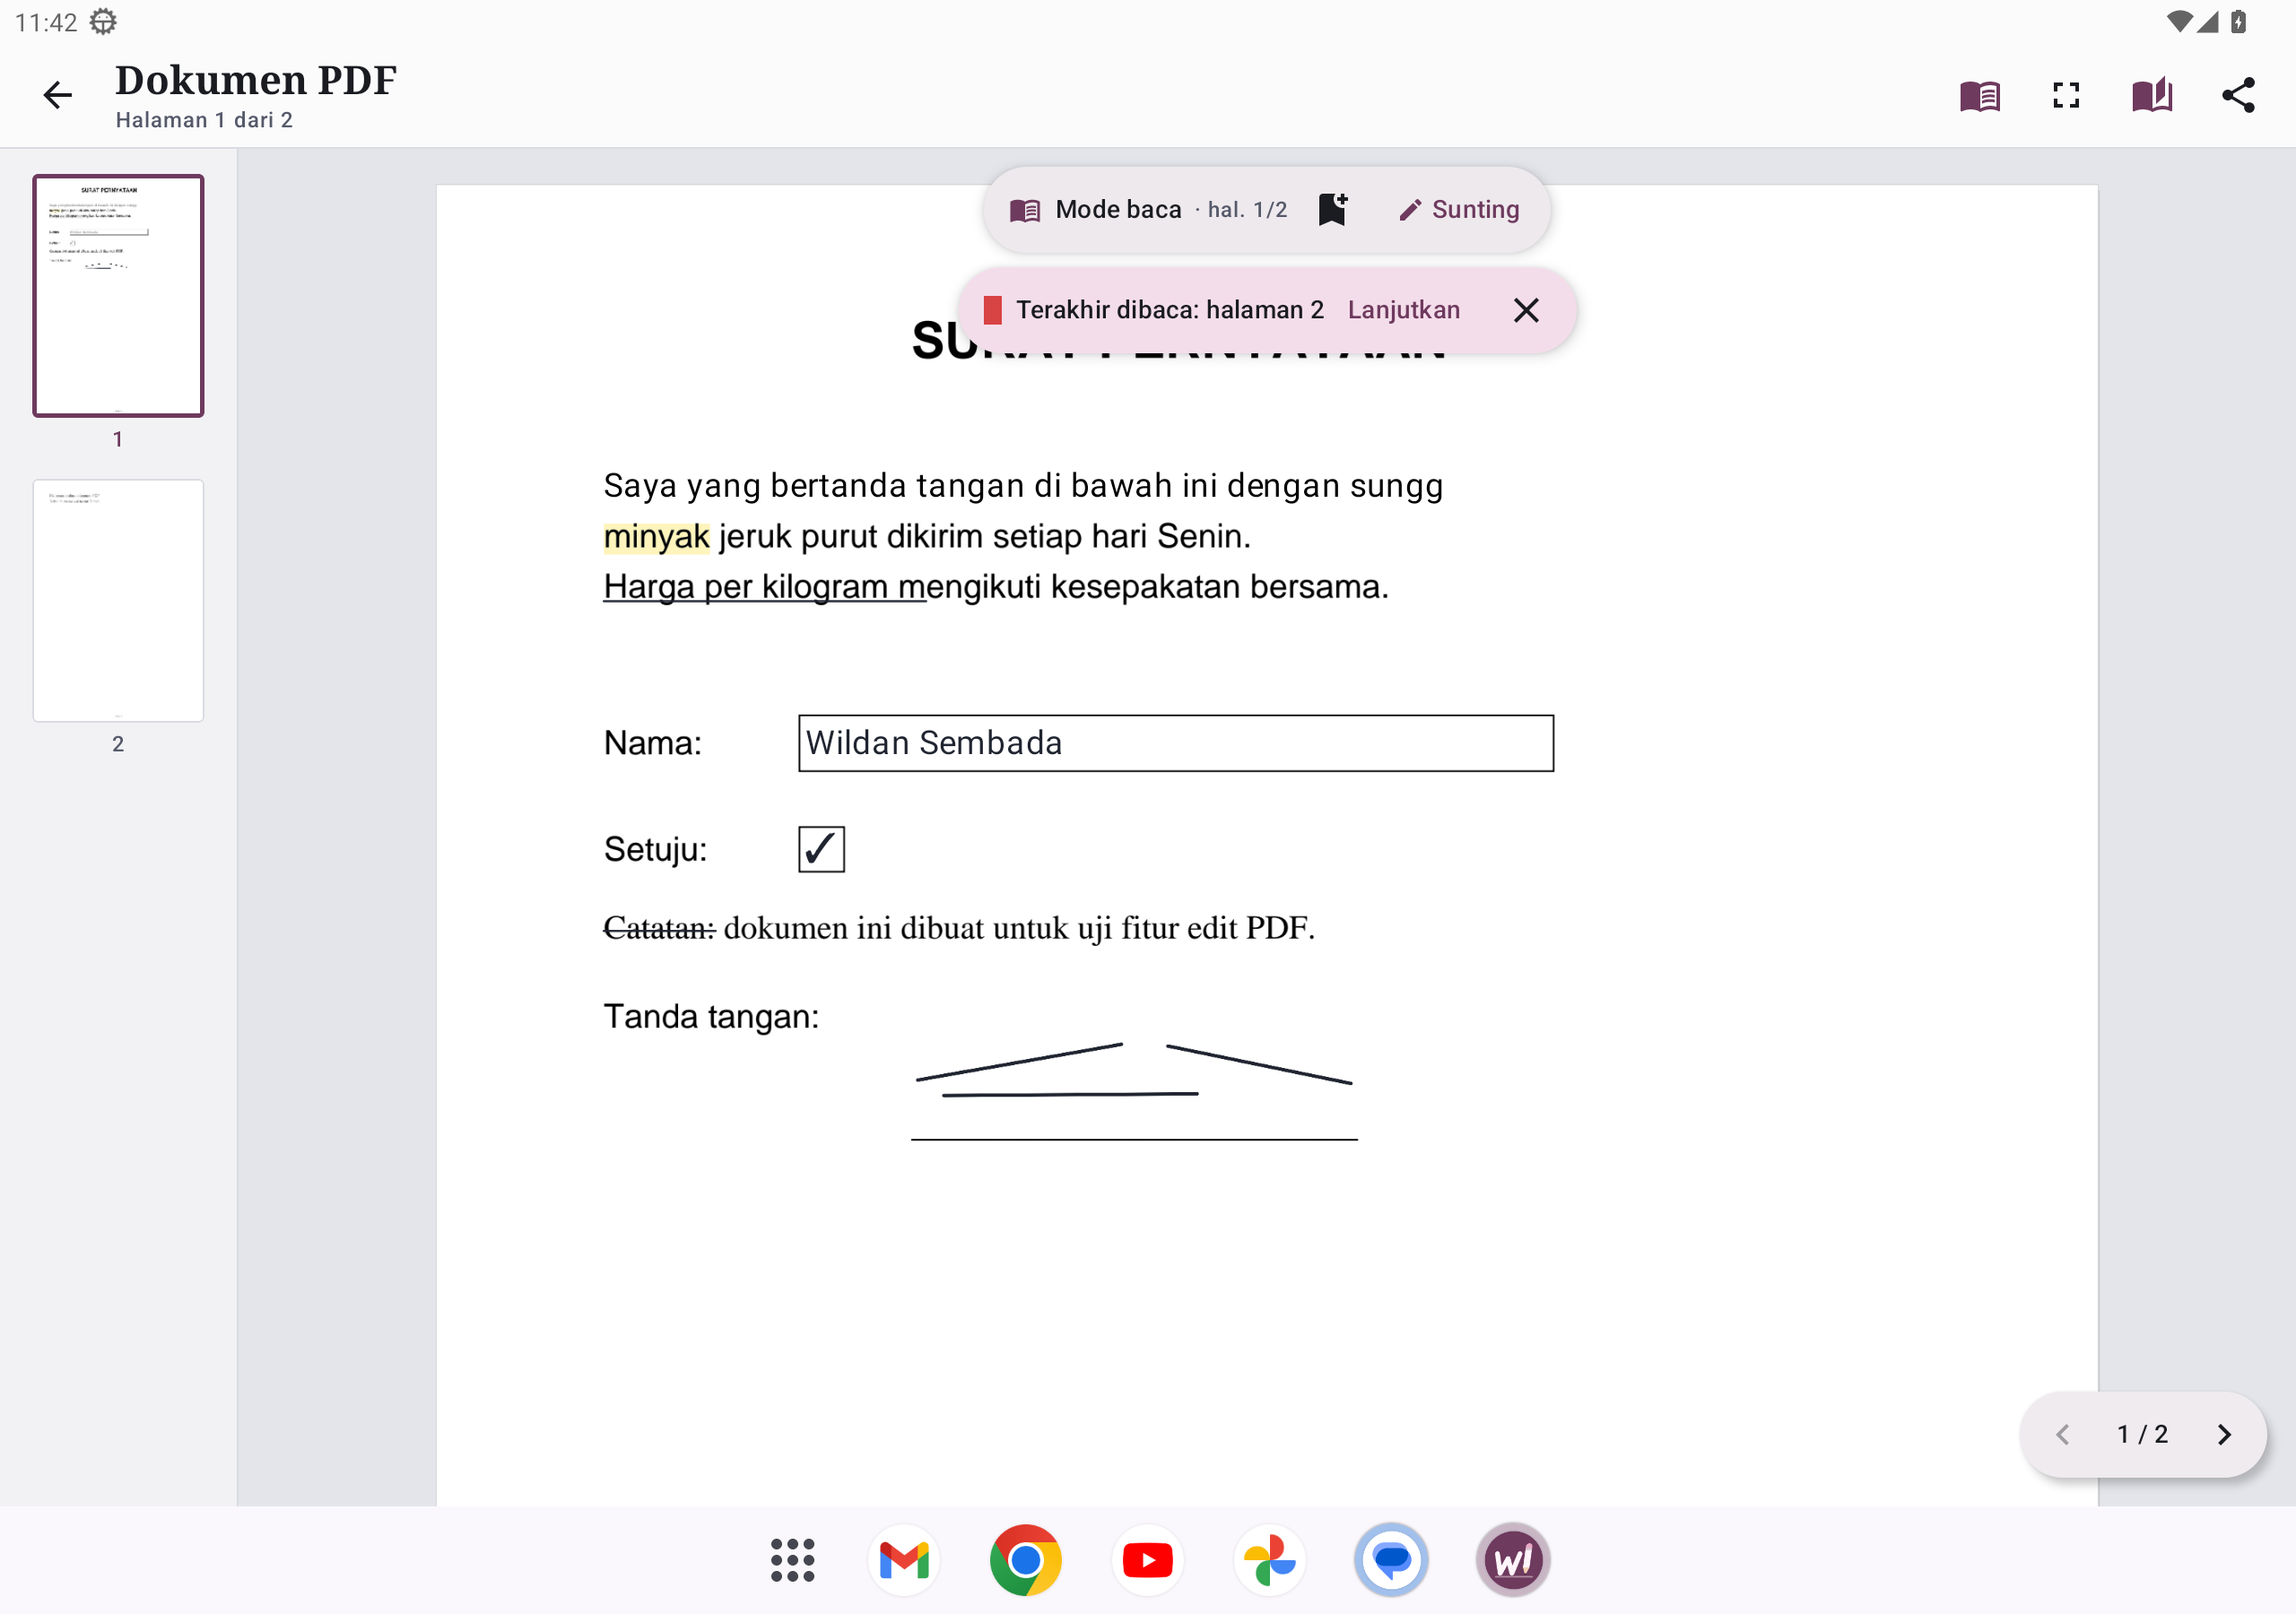 11:42
Dokumen PDF
Halaman 1 dari 2
SURAT PERNYATAAN
1
2
Mode baca · hal. 1/2 Sunting
Terakhir dibaca: halaman 2 Lanjutkan
Saya yang bertanda tangan di bawah ini dengan sungg
minyak jeruk purut dikirim setiap hari Senin.
Harga per kilogram mengikuti kesepakatan bersama.
Nama: Wildan Sembada
Setuju: ✓
Catatan: dokumen ini dibuat untuk uji fitur edit PDF.
Tanda tangan:
1 / 2